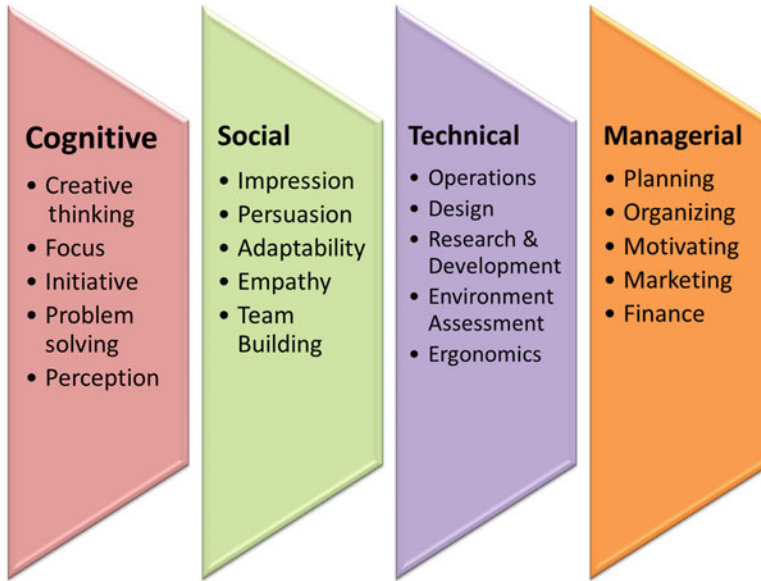 Cognitive
• Creative
thinking
• Focus
• Initiative
• Problem
solving
• Perception
Social
• Impression
• Persuasion
• Adaptability
• Empathy
• Team
Building
Technical
• Operations
• Design
• Research &
Development
• Environment
Assessment
• Ergonomics
Managerial
• Planning
• Organizing
• Motivating
• Marketing
• Finance